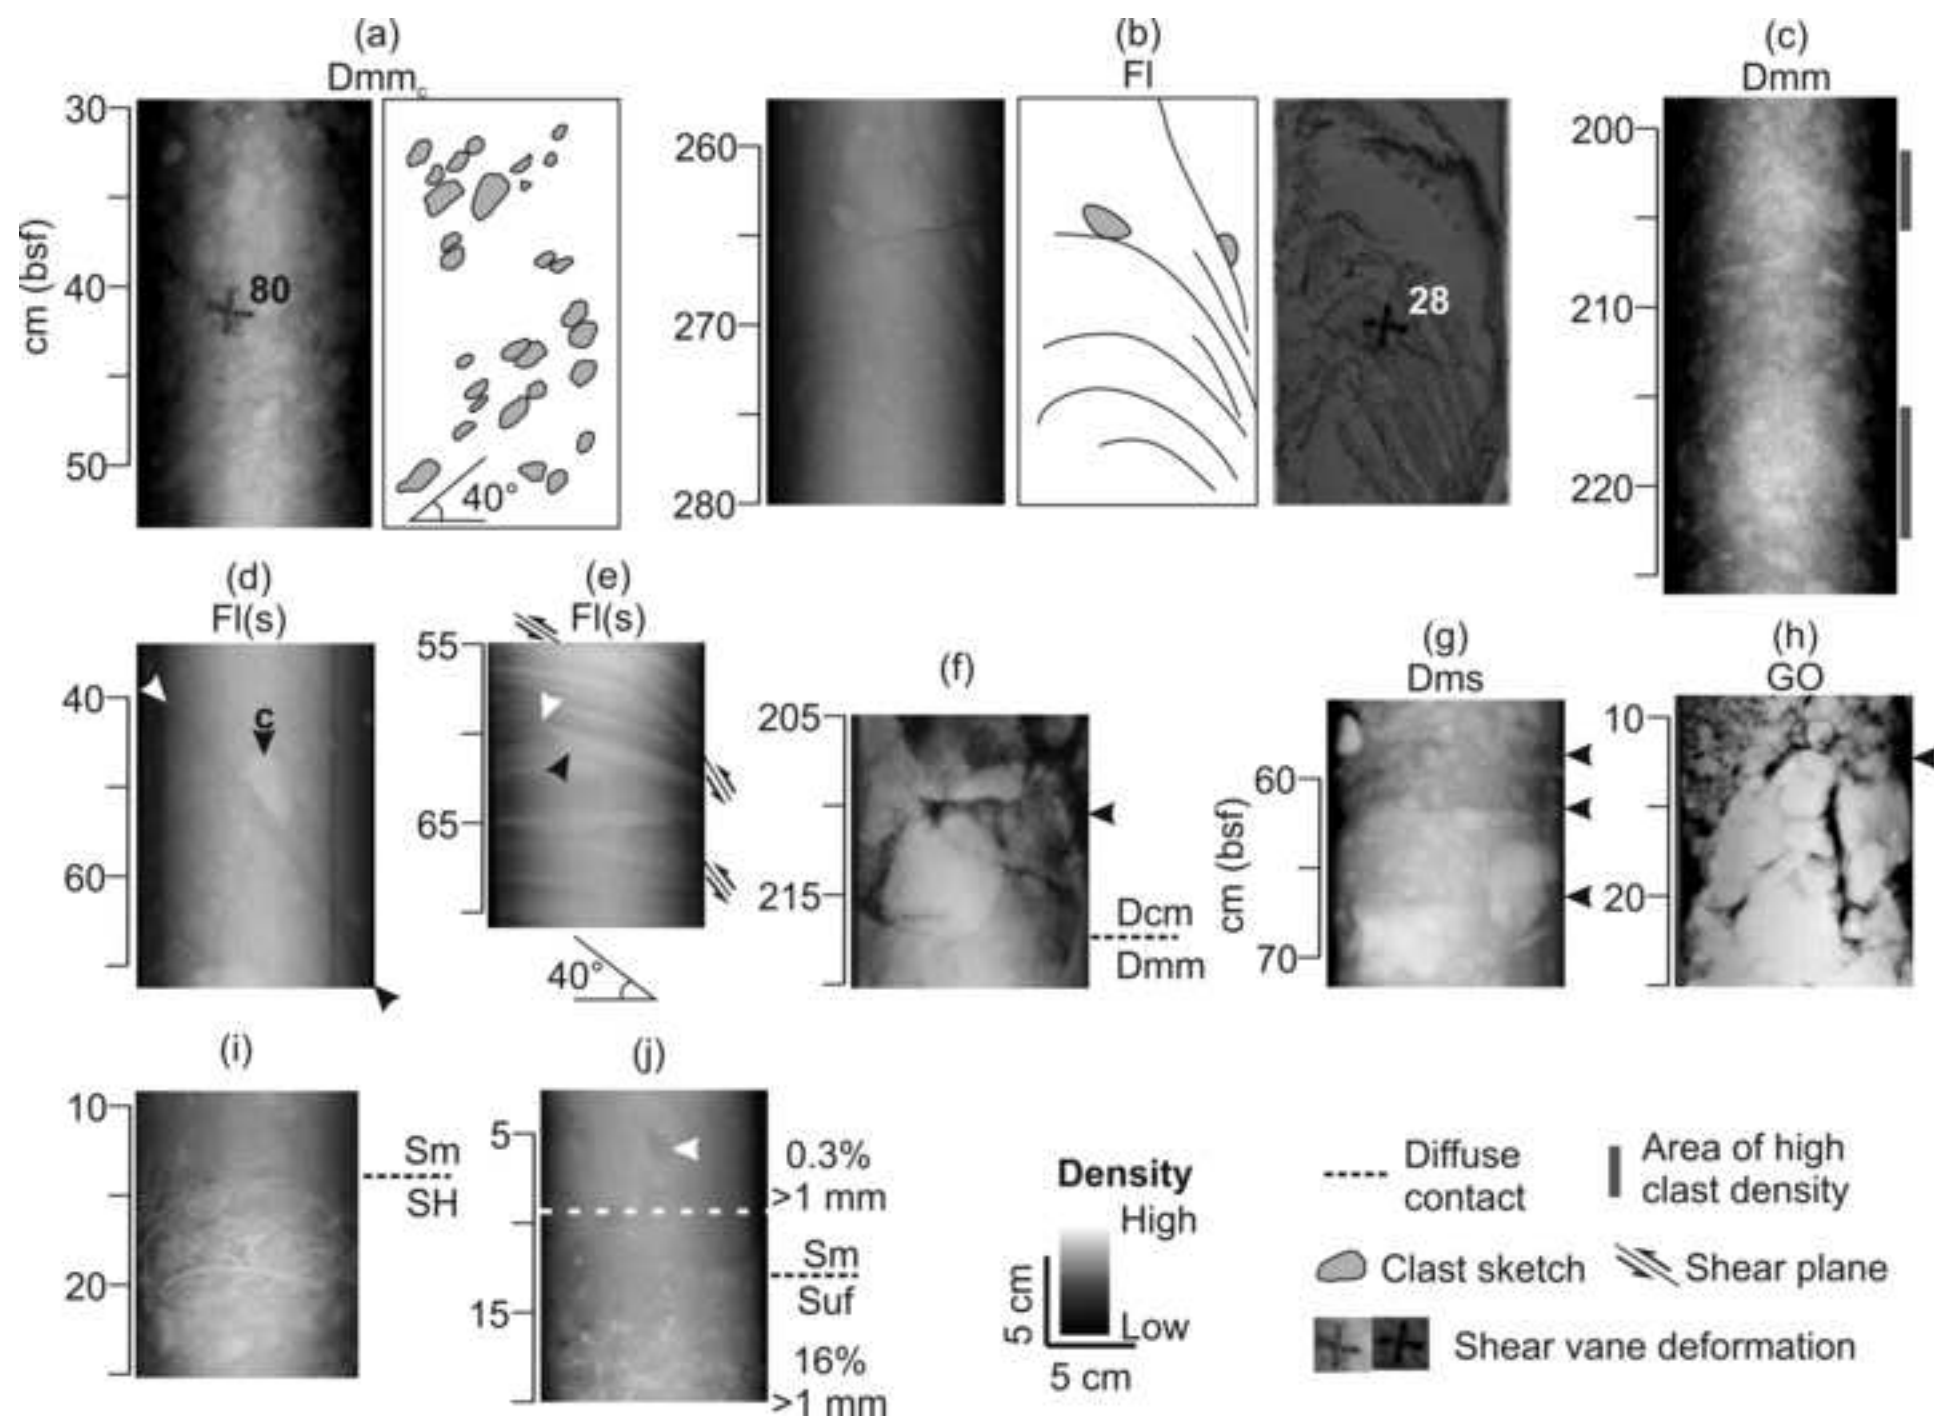 (a)
Dmmc
30
40
50
cm (bsf)
80
40°
(b)
Fl
260
270
280
28
(c)
Dmm
200
210
220
(d)
Fl(s)
40
60
c
(e)
Fl(s)
55
65
40°
(f)
205
215
Dcm
Dmm
(g)
Dms
60
70
cm (bsf)
(h)
GO
10
20
(i)
10
20
Sm
SH
(j)
5
15
0.3%
>1 mm
Sm
Suf
16%
>1 mm
Density
High
Low
5 cm
5 cm
Diffuse
contact
Area of high
clast density
Clast sketch
Shear plane
Shear vane deformation